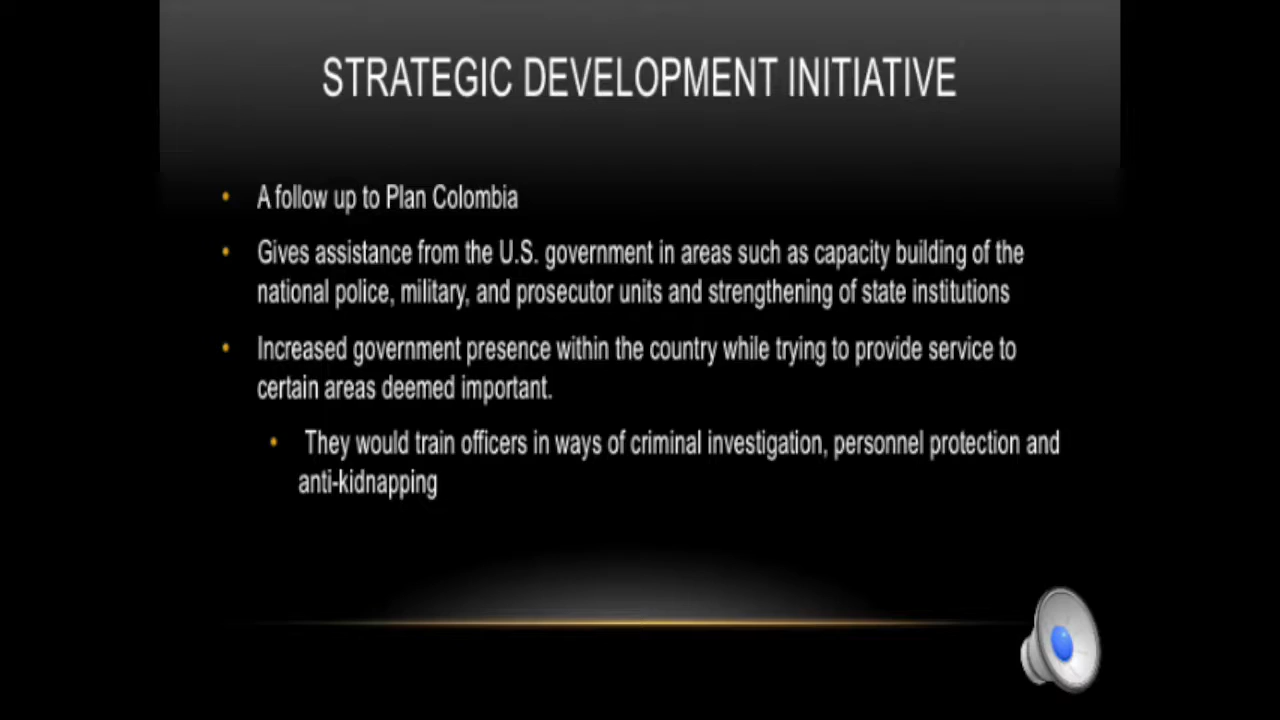 STRATEGIC DEVELOPMENT INITIATIVE
• A follow up to Plan Colombia
• Gives assistance from the U.S. government in areas such as capacity building of the
national police, military, and prosecutor units and strengthening of state institutions
• Increased government presence within the country while trying to provide service to
certain areas deemed important.
• They would train officers in ways of criminal investigation, personnel protection and
anti-kidnapping